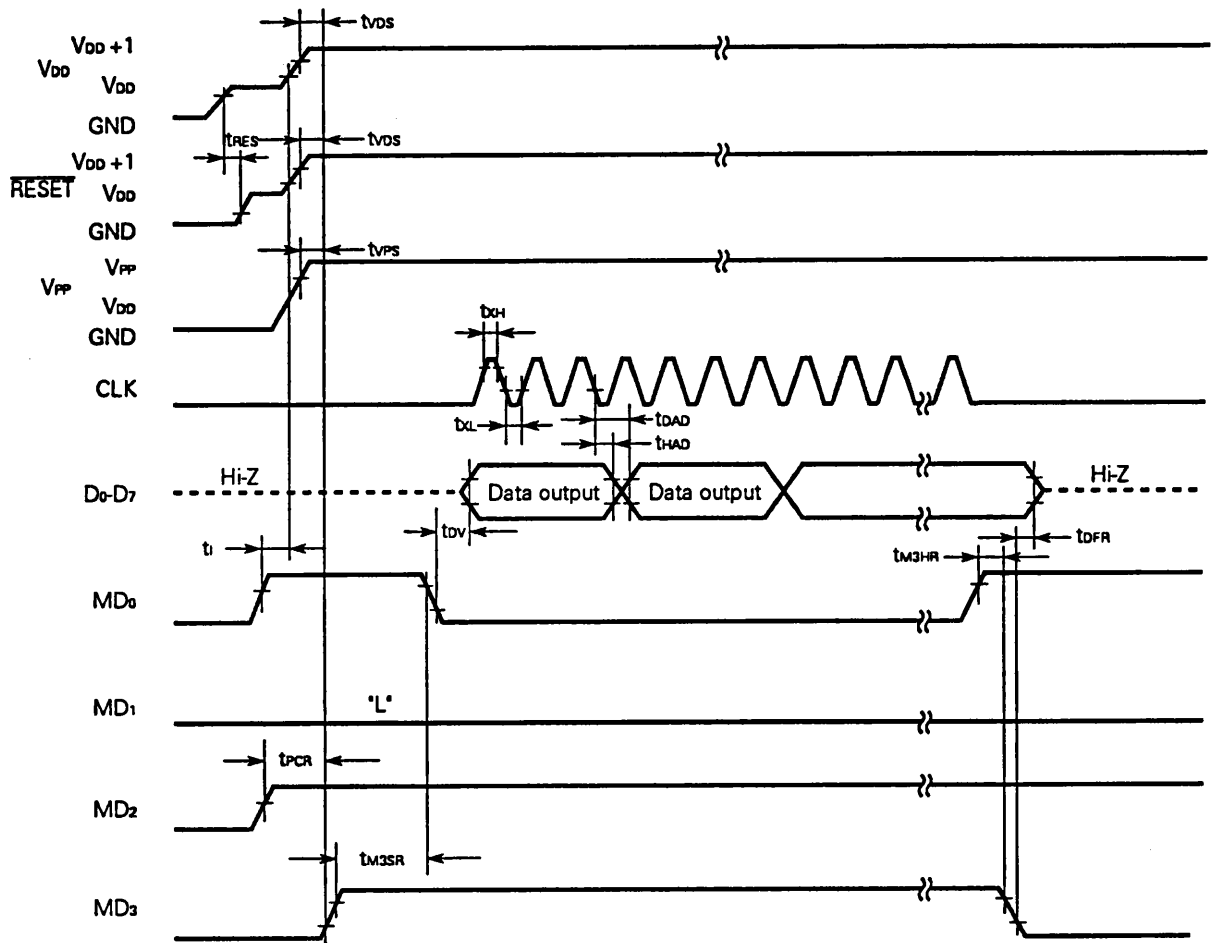 tVDS
VDD +1
VDD
VDD
GND
tRES
tVDS
VDD +1
RESET
VDD
GND
tVPS
VPP
VPP
VDD
GND
tXH
CLK
tXL
tDAD
tHAD
Hi-Z
Hi-Z
D0-D7
Data output
Data output
tDV
tDFR
tI
tM3HR
MD0
"L"
MD1
tPCR
MD2
tM3SR
MD3